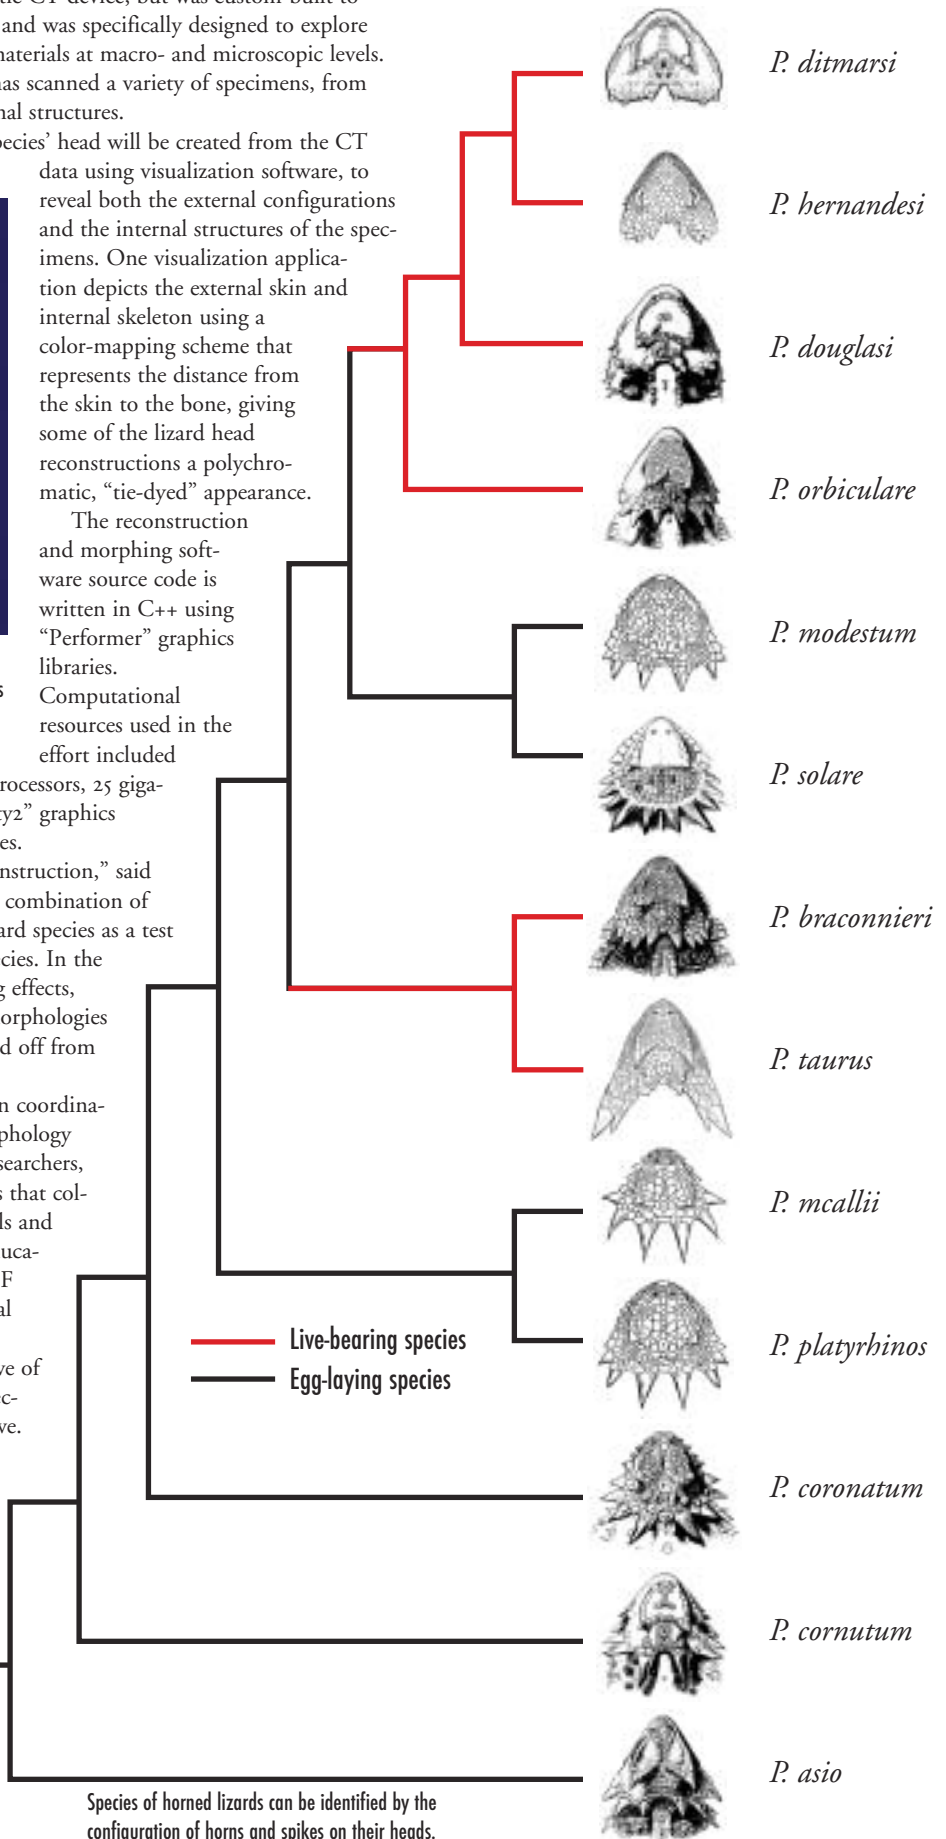 and was specifically designed to explore
materials at macro- and microscopic levels.
has scanned a variety of specimens, from
nal structures.
pecies’ head will be created from the CT
data using visualization software, to
reveal both the external configurations
and the internal structures of the spec-
imens. One visualization applica-
tion depicts the external skin and
internal skeleton using a
color-mapping scheme that
represents the distance from
the skin to the bone, giving
some of the lizard head
reconstructions a polychro-
matic, “tie-dyed” appearance.
The reconstruction
and morphing soft-
ware source code is
written in C++ using
“Performer” graphics
libraries.
s
Computational
resources used in the
effort included
rocessors, 25 giga-
ty2” graphics
es.
nstruction,” said
combination of
ard species as a test
cies. In the
g effects,
orphologies
d off from
n coordina-
phology
searchers,
s that col-
ls and
uca-
F
al
ve of
ec-
ve.
P. ditmarsi
P. hernandesi
P. douglasi
P. orbiculare
P. modestum
P. solare
P. braconnieri
P. taurus
P. mcallii
P. platyrhinos
P. coronatum
P. cornutum
P. asio
Live-bearing species
Egg-laying species
Species of horned lizards can be identified by the
configuration of horns and spikes on their heads.